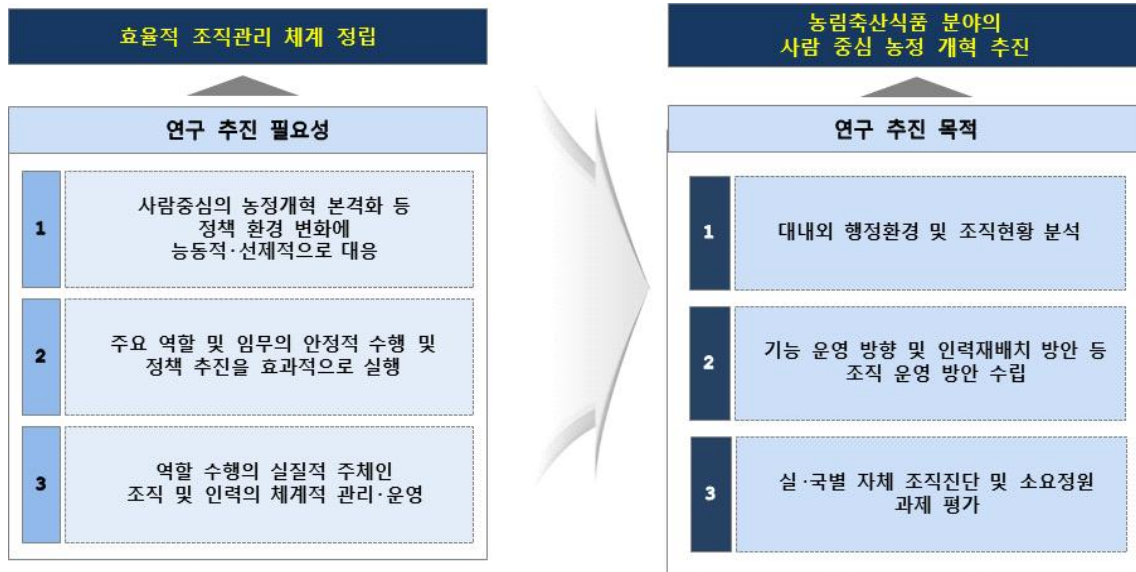 효율적 조직관리 체계 정립
연구 추진 필요성
1
사람중심의 농정개혁 본격화 등
정책 환경 변화에
능동적·선제적으로 대응
2
주요 역할 및 임무의 안정적 수행 및
정책 추진을 효과적으로 실행
3
역할 수행의 실질적 주체인
조직 및 인력의 체계적 관리·운영
농림축산식품 분야의
사람 중심 농정 개혁 추진
연구 추진 목적
1
대내외 행정환경 및 조직현황 분석
2
기능 운영 방향 및 인력재배치 방안 등
조직 운영 방안 수립
3
실·국별 자체 조직진단 및 소요정원
과제 평가